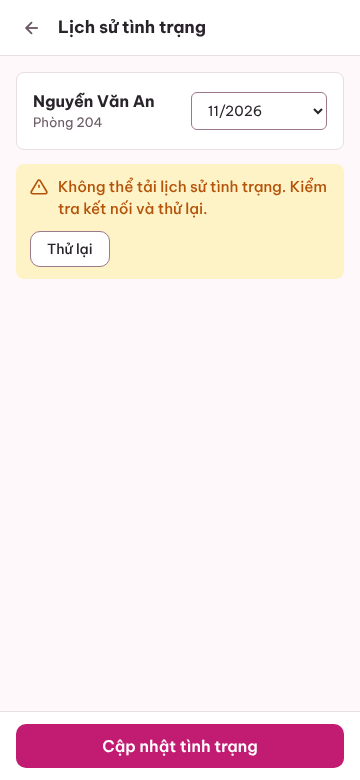 Lịch sử tình trạng
Nguyễn Văn An
Phòng 204
11/2026
Không thể tải lịch sử tình trạng. Kiểm
tra kết nối và thử lại.
Thử lại
Cập nhật tình trạng